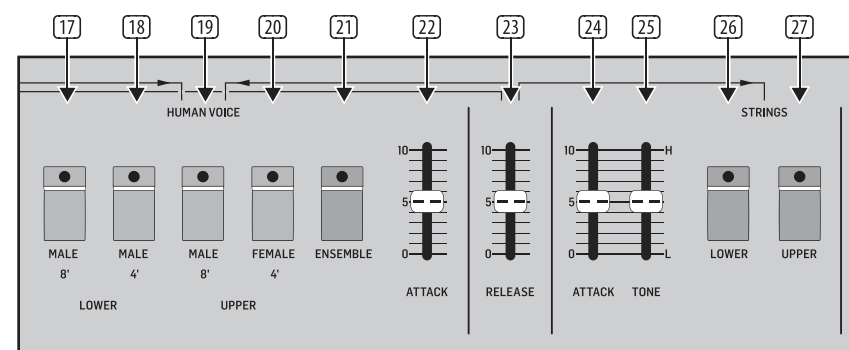 17 18 19 20 21 22 23 24 25 26 27
HUMAN VOICE STRINGS
10 10 10 H
5 5 5
0 0 0 L
MALE MALE MALE FEMALE ENSEMBLE LOWER UPPER
8' 4' 8' 4'
ATTACK RELEASE ATTACK TONE
LOWER UPPER